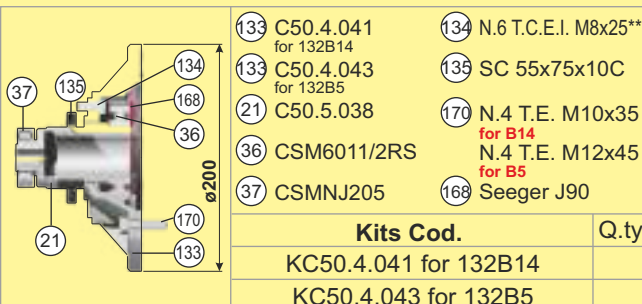 134
37
135
168
36
ø200
170
21
133
133 C50.4.041
for 132B14
133 C50.4.043
for 132B5
21 C50.5.038
36 CSM6011/2RS
37 CSMNJ205
134 N.6 T.C.E.I. M8x25**
135 SC 55x75x10C
170 N.4 T.E. M10x35
for B14
N.4 T.E. M12x45
for B5
168 Seeger J90
Kits Cod. Q.ty
KC50.4.041 for 132B14
KC50.4.043 for 132B5